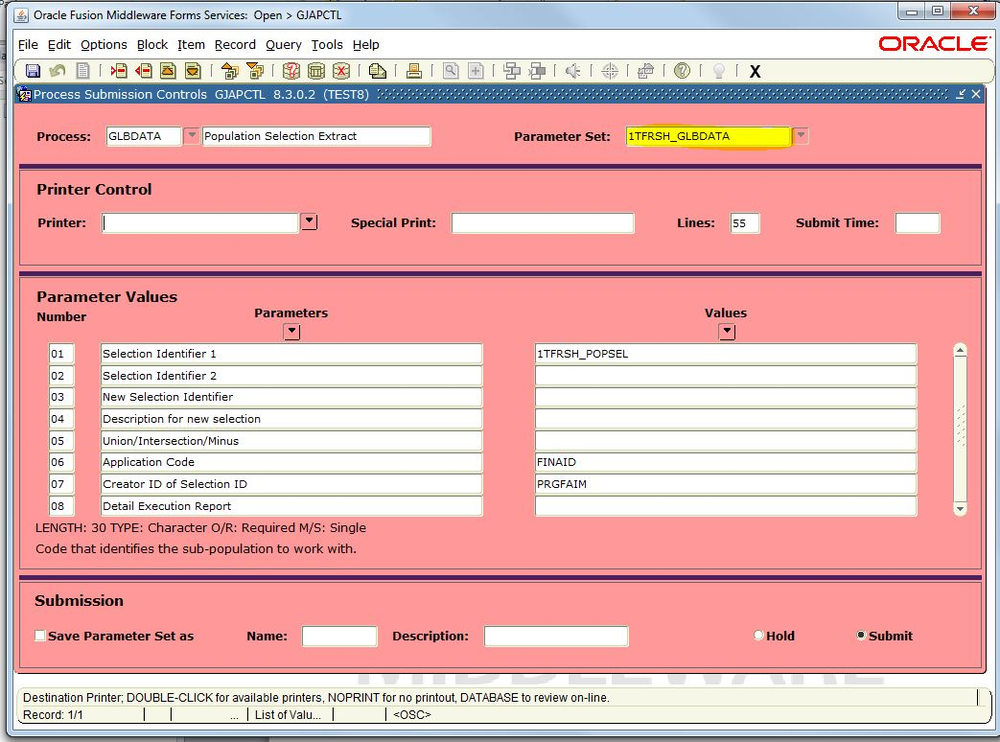 Oracle Fusion Middleware Forms Services: Open > GJAPCTL
File Edit Options Block Item Record Query Tools Help
ORACLE
X
Process Submission Controls GJAPCTL 8.3.0.2 (TEST8)
Process: GLBDATA Population Selection Extract Parameter Set: 1TFRSH_GLBDATA
Printer Control
Printer: Special Print: Lines: 55 Submit Time:
Parameter Values
Number Parameters Values
01 Selection Identifier 1 1TFRSH_POPSEL
02 Selection Identifier 2
03 New Selection Identifier
04 Description for new selection
05 Union/Intersection/Minus
06 Application Code FINAID
07 Creator ID of Selection ID PRGFAIM
08 Detail Execution Report
LENGTH: 30 TYPE: Character O/R: Required M/S: Single
Code that identifies the sub-population to work with.
Submission
Save Parameter Set as Name: Description: Hold Submit
MIDDLEWARE
Destination Printer; DOUBLE-CLICK for available printers, NOPRINT for no printout, DATABASE to review on-line.
Record: 1/1 ... List of Valu... <OSC>